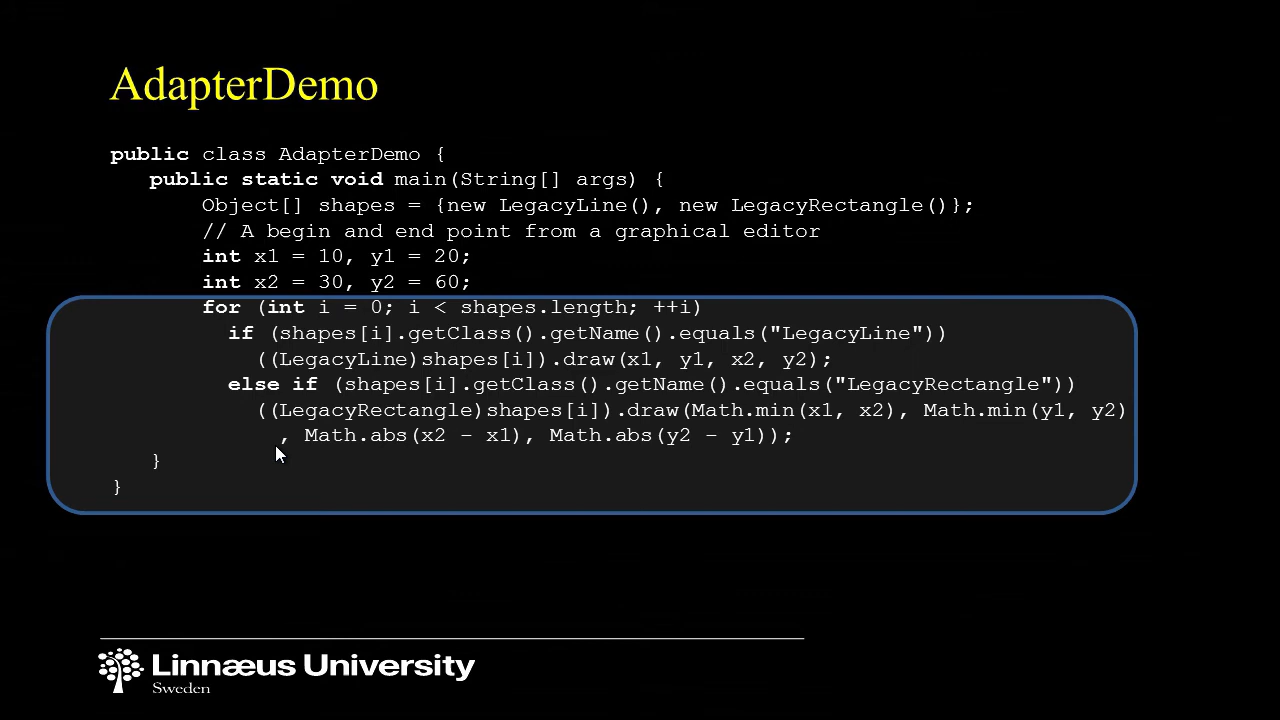 AdapterDemo
public class AdapterDemo {
public static void main(String[] args) {
Object[] shapes = {new LegacyLine(), new LegacyRectangle()};
// A begin and end point from a graphical editor
int x1 = 10, y1 = 20;
int x2 = 30, y2 = 60;
for (int i = 0; i < shapes.length; ++i)
if (shapes[i].getClass().getName().equals("LegacyLine"))
((LegacyLine)shapes[i]).draw(x1, y1, x2, y2);
else if (shapes[i].getClass().getName().equals("LegacyRectangle"))
((LegacyRectangle)shapes[i]).draw(Math.min(x1, x2), Math.min(y1, y2)
, Math.abs(x2 – x1), Math.abs(y2 – y1));
}
}
Linnæus University
Sweden